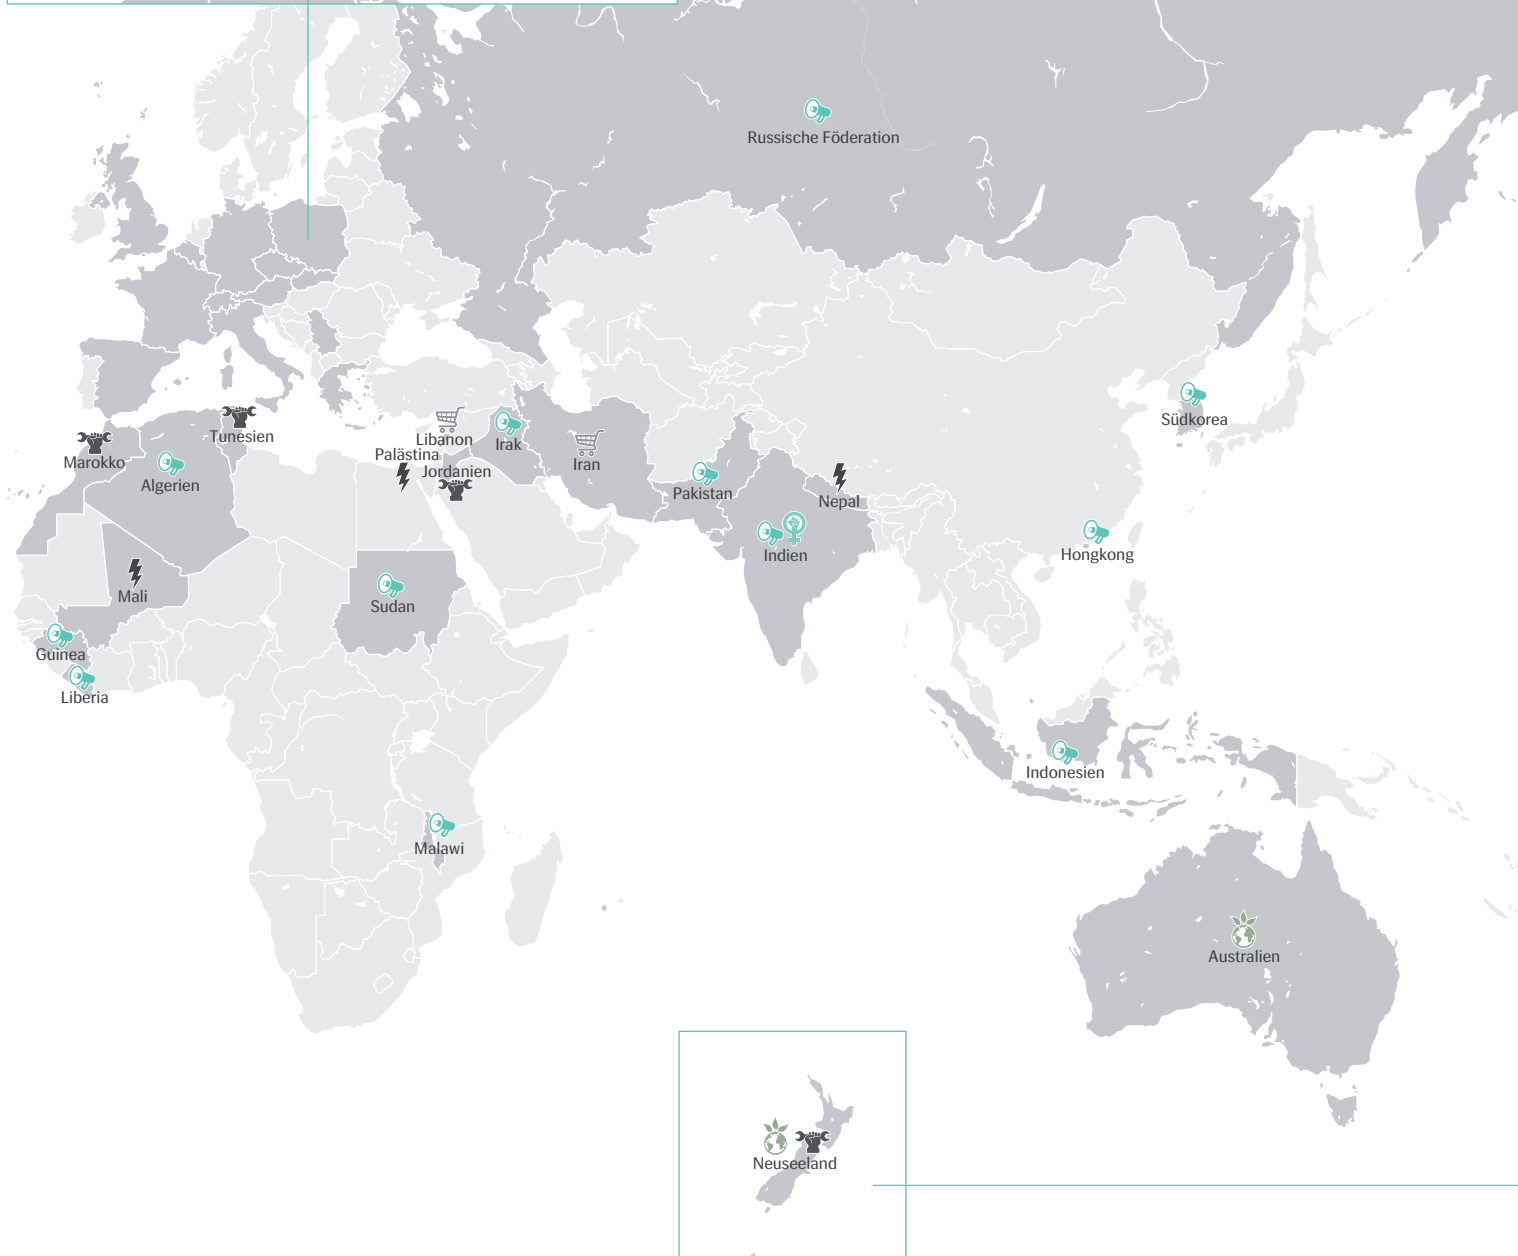 Russische Föderation
Südkorea
Tunesien
Libanon
Irak
Marokko
Palästina
Iran
Jordanien
Algerien
Pakistan
Nepal
Indien
Hongkong
Mali
Sudan
Guinea
Liberia
Indonesien
Malawi
Australien
Neuseeland